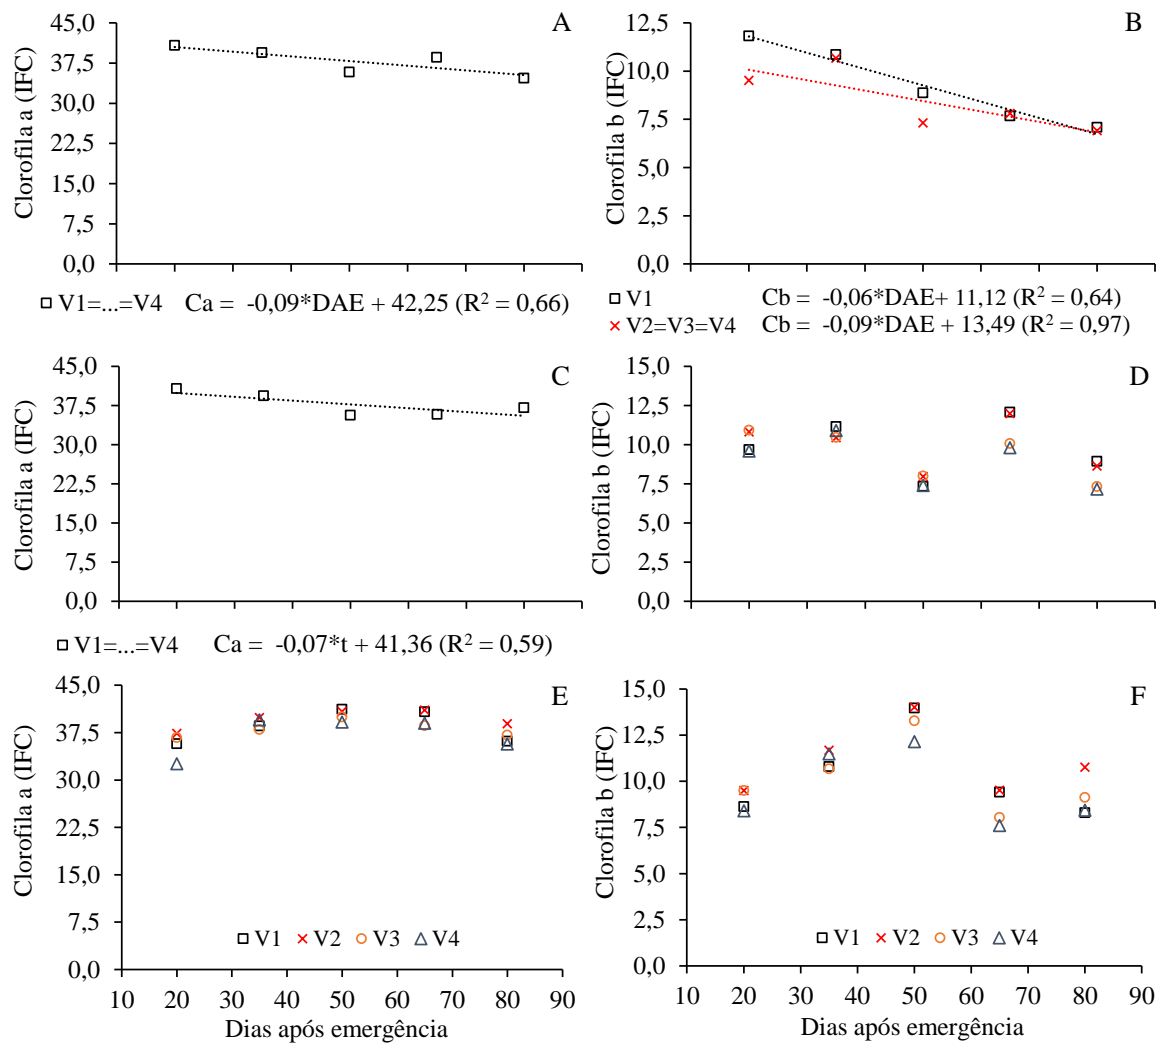 A
Clorofila a (IFC)
45,0
37,5
30,0
22,5
15,0
7,5
0,0
V1=...=V4 Ca = -0,09*DAE + 42,25 (R² = 0,66)
B
Clorofila b (IFC)
12,5
10,0
7,5
5,0
2,5
0,0
V1 Cb = -0,06*DAE+ 11,12 (R² = 0,64)
V2=V3=V4 Cb = -0,09*DAE + 13,49 (R² = 0,97)
C
Clorofila a (IFC)
45,0
37,5
30,0
22,5
15,0
7,5
0,0
V1=...=V4 Ca = -0,07*t + 41,36 (R² = 0,59)
D
Clorofila b (IFC)
15,0
12,5
10,0
7,5
5,0
2,5
0,0
E
Clorofila a (IFC)
45,0
37,5
30,0
22,5
15,0
7,5
0,0
V1 V2 V3 V4
10 20 30 40 50 60 70 80 90
Dias após emergência
F
Clorofila b (IFC)
15,0
12,5
10,0
7,5
5,0
2,5
0,0
V1 V2 V3 V4
10 20 30 40 50 60 70 80 90
Dias após emergência